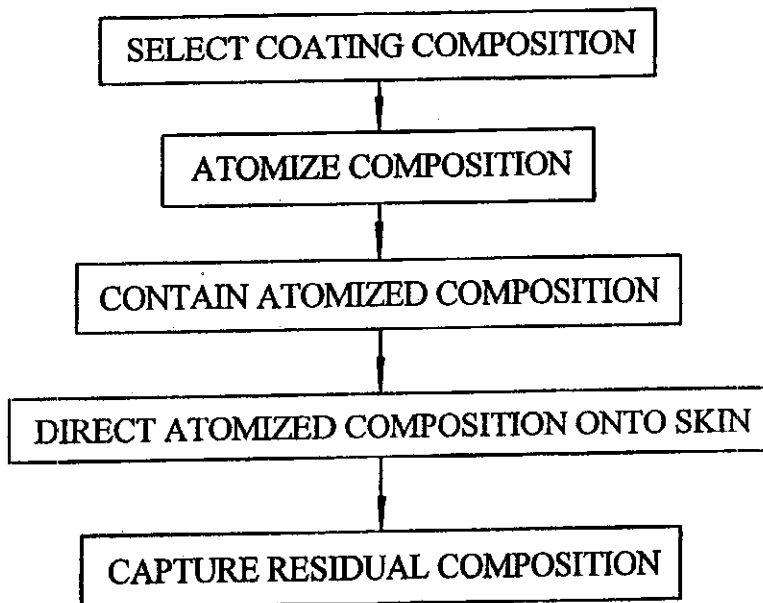 SELECT COATING COMPOSITION
ATOMIZE COMPOSITION
CONTAIN ATOMIZED COMPOSITION
DIRECT ATOMIZED COMPOSITION ONTO SKIN
CAPTURE RESIDUAL COMPOSITION